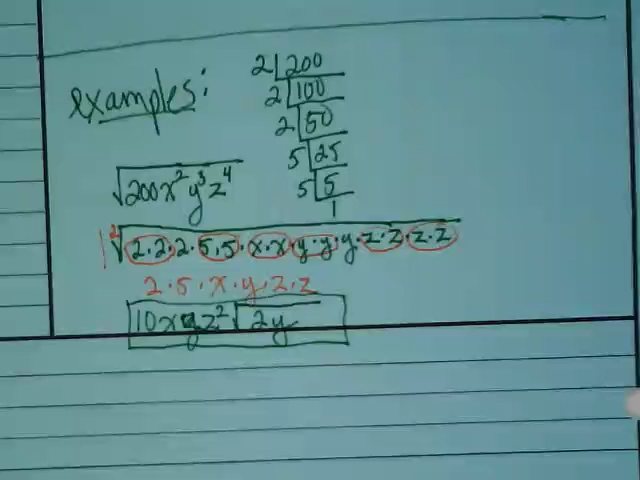 examples:
2 | 200
2 | 100
2 | 50
5 | 25
5 | 5
1
√200x²y³z⁴
²√2·2·2·5·5·x·x·y·y·y·z·z·z·z
2·5·x·y·z·z
10xyz²√2y